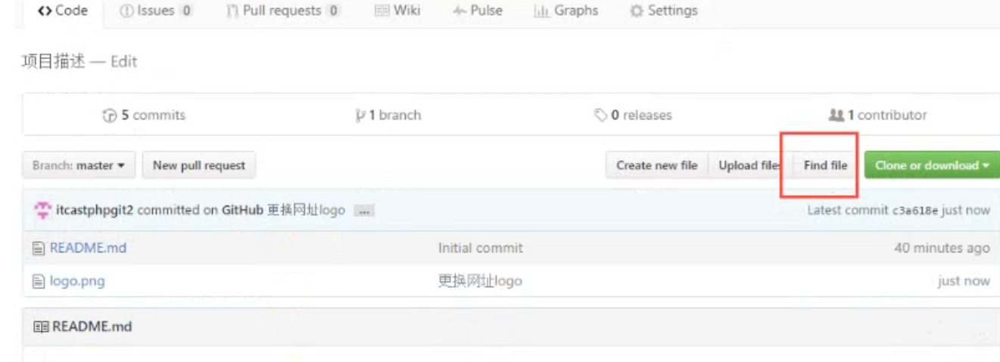 Code Issues 0 Pull requests 0 Wiki Pulse Graphs Settings
项目描述 — Edit
5 commits 1 branch 0 releases 1 contributor
Branch: master New pull request Create new file Upload files Find file Clone or download
itcastphpgit2 committed on GitHub 更换网址logo ... Latest commit c3a618e just now
README.md Initial commit 40 minutes ago
logo.png 更换网址logo just now
README.md